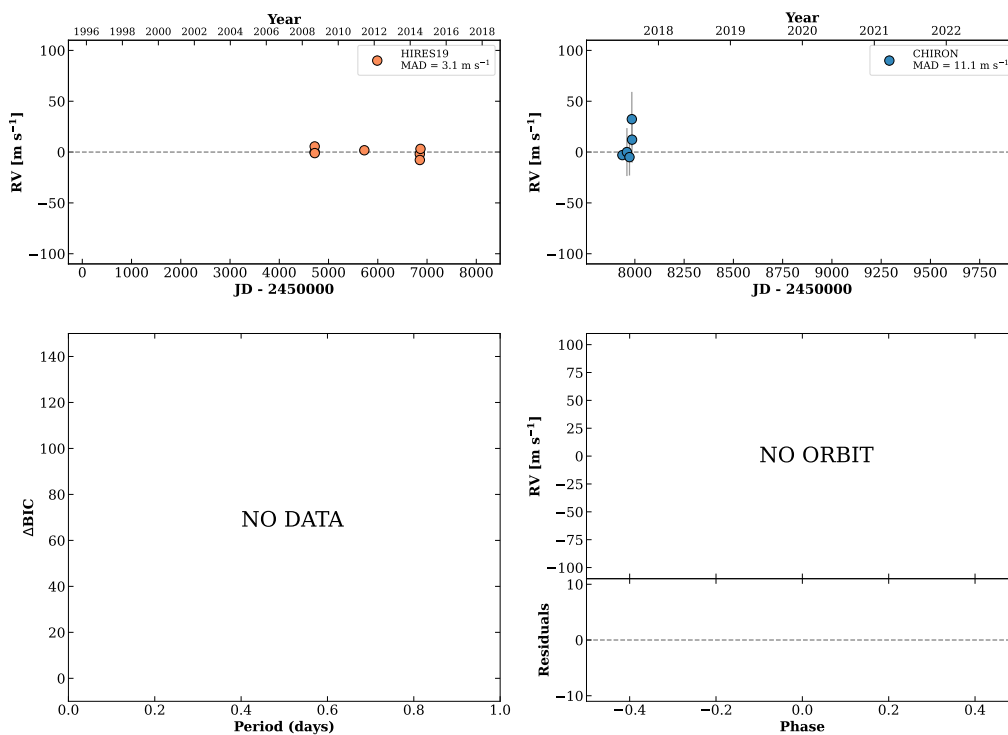 Year
1996 1998 2000 2002 2004 2006 2008 2010 2012 2014 2016 2018
HIRES19
MAD = 3.1 m s⁻¹
RV [m s⁻¹]
100
50
0
−50
−100
0 1000 2000 3000 4000 5000 6000 7000 8000
JD - 2450000
Year
2018 2019 2020 2021 2022
CHIRON
MAD = 11.1 m s⁻¹
RV [m s⁻¹]
100
50
0
−50
−100
8000 8250 8500 8750 9000 9250 9500 9750
JD - 2450000
ΔBIC
140
120
100
80
60
40
20
0
NO DATA
0.0 0.2 0.4 0.6 0.8 1.0
Period (days)
RV [m s⁻¹]
100
75
50
25
0
−25
−50
−75
−100
NO ORBIT
Residuals
10
0
−10
−0.4 −0.2 0.0 0.2 0.4
Phase